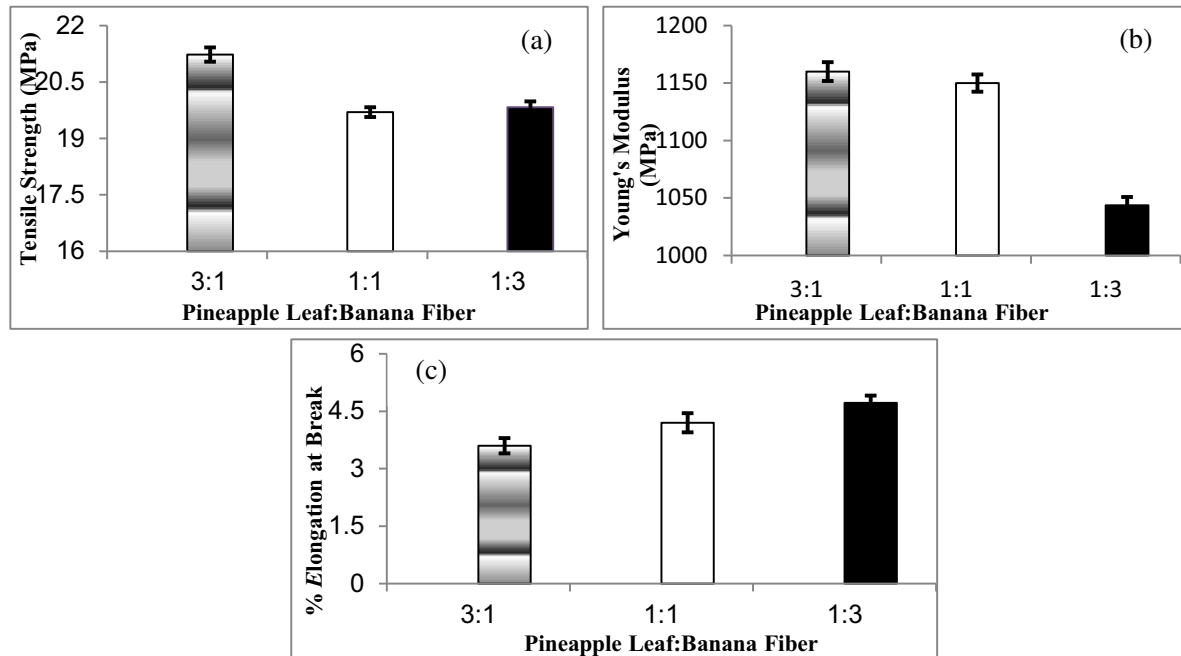 Tensile Strength (MPa)
22
20.5
19
17.5
16
(a)
3:1 1:1 1:3
Pineapple Leaf:Banana Fiber
Young's Modulus
(MPa)
1200
1150
1100
1050
1000
(b)
3:1 1:1 1:3
Pineapple Leaf:Banana Fiber
% Elongation at Break
6
4.5
3
1.5
0
(c)
3:1 1:1 1:3
Pineapple Leaf:Banana Fiber